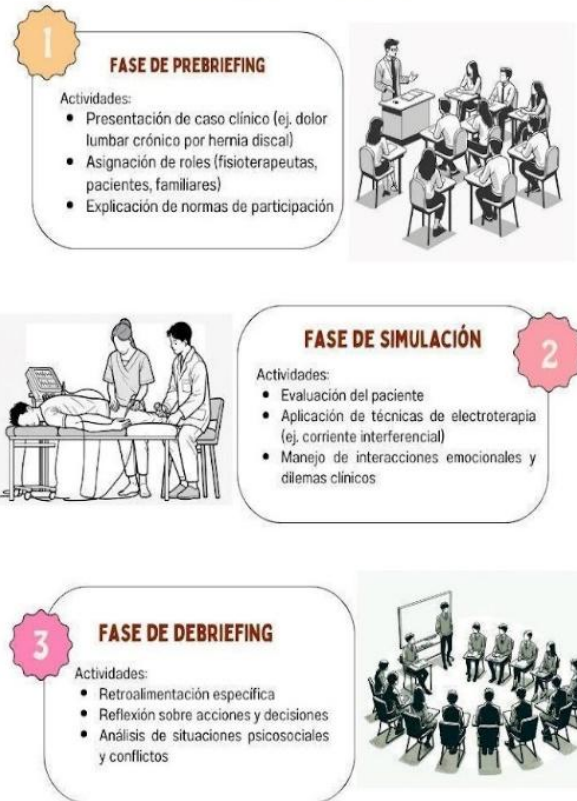 1
FASE DE PREBRIEFING
Actividades:
• Presentación de caso clínico (ej. dolor
lumbar crónico por hernia discal)
• Asignación de roles (fisioterapeutas,
pacientes, familiares)
• Explicación de normas de participación
FASE DE SIMULACIÓN
2
Actividades:
• Evaluación del paciente
• Aplicación de técnicas de electroterapia
(ej. corriente interferencial)
• Manejo de interacciones emocionales y
dilemas clínicos
3
FASE DE DEBRIEFING
Actividades:
• Retroalimentación específica
• Reflexión sobre acciones y decisiones
• Análisis de situaciones psicosociales
y conflictos